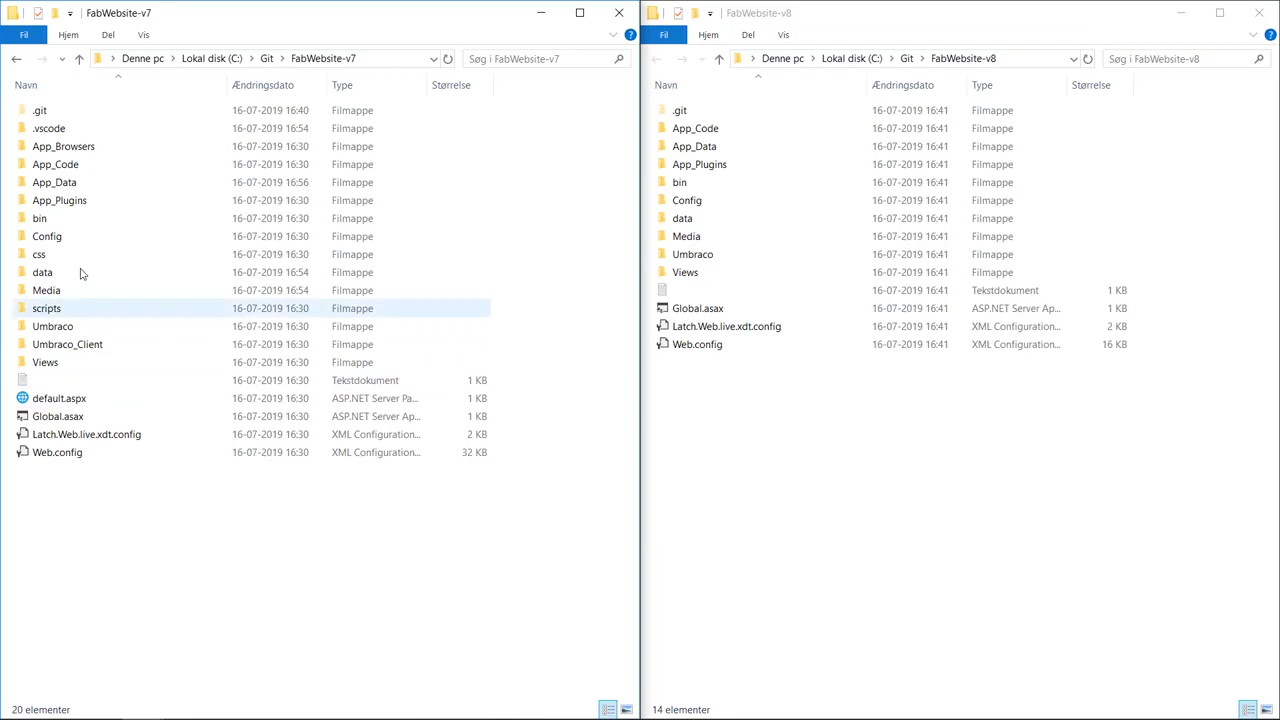 FabWebsite-v7
Fil Hjem Del Vis
Denne pc Lokal disk (C:) Git FabWebsite-v7
Søg i FabWebsite-v7
Navn Ændringsdato Type Størrelse
.git 16-07-2019 16:40 Filmappe
.vscode 16-07-2019 16:54 Filmappe
App_Browsers 16-07-2019 16:30 Filmappe
App_Code 16-07-2019 16:30 Filmappe
App_Data 16-07-2019 16:56 Filmappe
App_Plugins 16-07-2019 16:30 Filmappe
bin 16-07-2019 16:30 Filmappe
Config 16-07-2019 16:30 Filmappe
css 16-07-2019 16:30 Filmappe
data 16-07-2019 16:54 Filmappe
Media 16-07-2019 16:54 Filmappe
scripts 16-07-2019 16:30 Filmappe
Umbraco 16-07-2019 16:30 Filmappe
Umbraco_Client 16-07-2019 16:30 Filmappe
Views 16-07-2019 16:30 Filmappe
16-07-2019 16:30 Tekstdokument 1 KB
default.aspx 16-07-2019 16:30 ASP.NET Server Pa... 1 KB
Global.asax 16-07-2019 16:30 ASP.NET Server Ap... 1 KB
Latch.Web.live.xdt.config 16-07-2019 16:30 XML Configuration... 2 KB
Web.config 16-07-2019 16:30 XML Configuration... 32 KB
20 elementer
FabWebsite-v8
Fil Hjem Del Vis
Denne pc Lokal disk (C:) Git FabWebsite-v8
Søg i FabWebsite-v8
Navn Ændringsdato Type Størrelse
.git 16-07-2019 16:41 Filmappe
App_Code 16-07-2019 16:41 Filmappe
App_Data 16-07-2019 16:41 Filmappe
App_Plugins 16-07-2019 16:41 Filmappe
bin 16-07-2019 16:41 Filmappe
Config 16-07-2019 16:41 Filmappe
data 16-07-2019 16:41 Filmappe
Media 16-07-2019 16:41 Filmappe
Umbraco 16-07-2019 16:41 Filmappe
Views 16-07-2019 16:41 Filmappe
16-07-2019 16:41 Tekstdokument 1 KB
Global.asax 16-07-2019 16:41 ASP.NET Server Ap... 1 KB
Latch.Web.live.xdt.config 16-07-2019 16:41 XML Configuration... 2 KB
Web.config 16-07-2019 16:41 XML Configuration... 16 KB
14 elementer